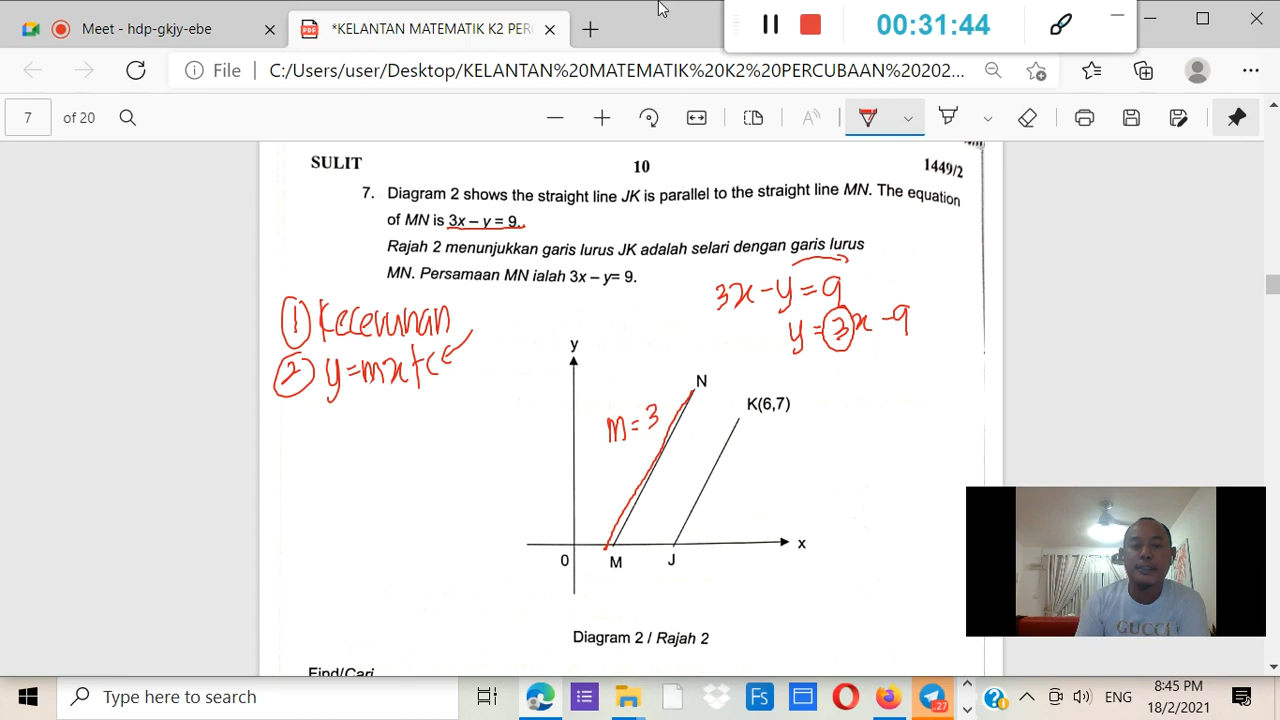 Meet - hdp-gkjy-ebe
*KELANTAN MATEMATIK K2 PER
00:31:44
File
C:/Users/user/Desktop/KELANTAN%20MATEMATIK%20K2%20PERCUBAAN%20202...
7 of 20
SULIT
10
1449/2
7. Diagram 2 shows the straight line JK is parallel to the straight line MN. The equation
of MN is 3x – y = 9.
Rajah 2 menunjukkan garis lurus JK adalah selari dengan garis lurus
MN. Persamaan MN ialah 3x – y= 9.
3x - y = 9
y = 3x - 9
① Kecerunan
② y=mx+c
y
N
K(6,7)
m = 3
x
0
M
J
Diagram 2 / Rajah 2
Find/Cari
GUCCI
Type here to search
Fs
27
ENG
8:45 PM
18/2/2021